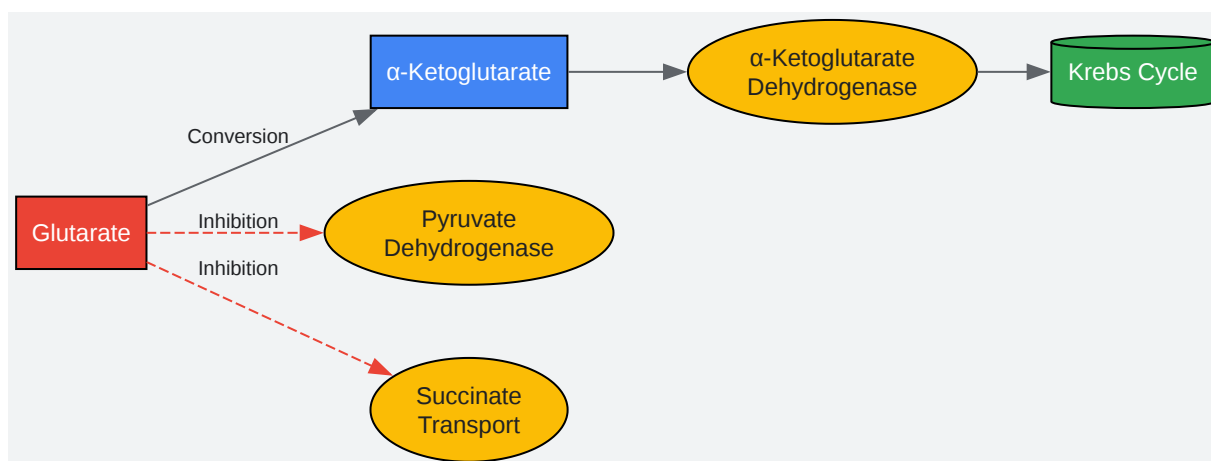 α-Ketoglutarate
α-Ketoglutarate
Dehydrogenase
Krebs Cycle
Conversion
Glutarate
Inhibition
Pyruvate
Dehydrogenase
Inhibition
Succinate
Transport